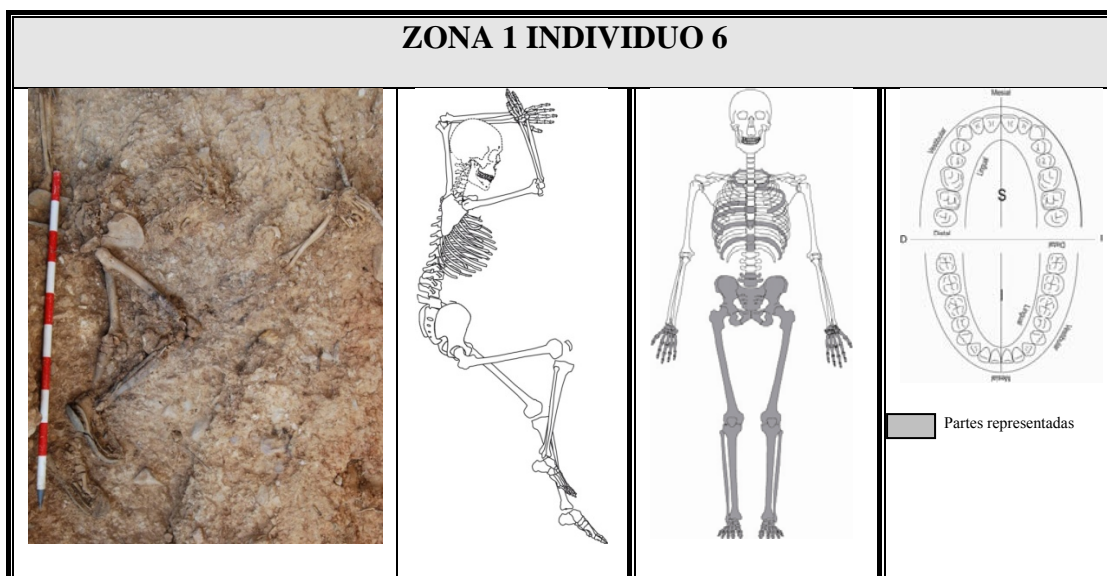 ZONA 1 INDIVIDUO 6
Mesial
Vestibular
Lingual
S
Distal
D
Distal
I
Lingual
Vestibular
Mesial
Partes representadas